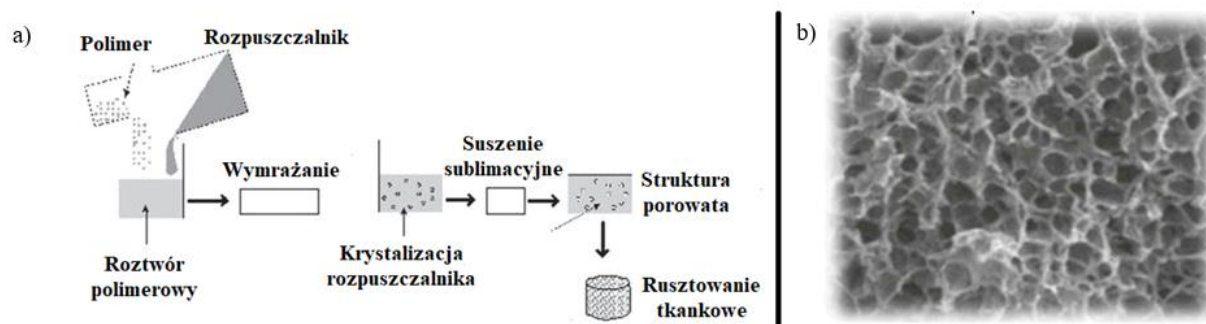 a)
Polimer
Rozpuszczalnik
Wymrażanie
Roztwór
polimerowy
Krystalizacja
rozpuszczalnika
Suszenie
sublimacyjne
Struktura
porowata
Rusztowanie
tkankowe
b)